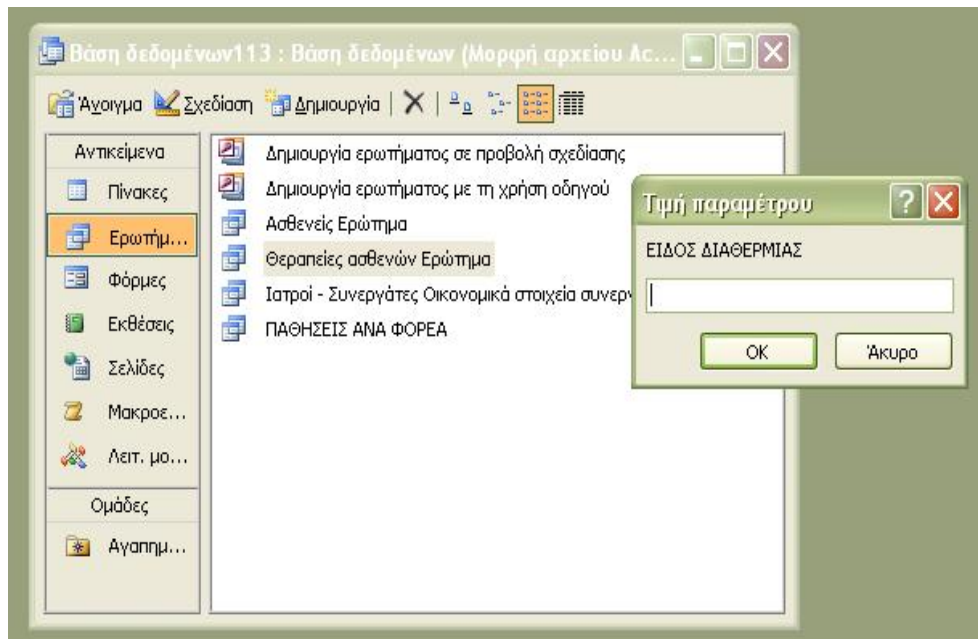 Βάση δεδομένων113 : Βάση δεδομένων (Μορφή αρχείου Ac...
Άνοιγμα Σχεδίαση Δημιουργία
Αντικείμενα
Πίνακες
Ερωτήμ...
Φόρμες
Εκθέσεις
Σελίδες
Μακροε...
Λειτ. μο...
Ομάδες
Αγαπημ...
Δημιουργία ερωτήματος σε προβολή σχεδίασης
Δημιουργία ερωτήματος με τη χρήση οδηγού
Ασθενείς Ερώτημα
Θεραπείες ασθενών Ερώτημα
Ιατροί - Συνεργάτες Οικονομικά στοιχεία συνερ
ΠΑΘΗΣΕΙΣ ΑΝΑ ΦΟΡΕΑ
Τιμή παραμέτρου
ΕΙΔΟΣ ΔΙΑΘΕΡΜΙΑΣ
OK Άκυρο